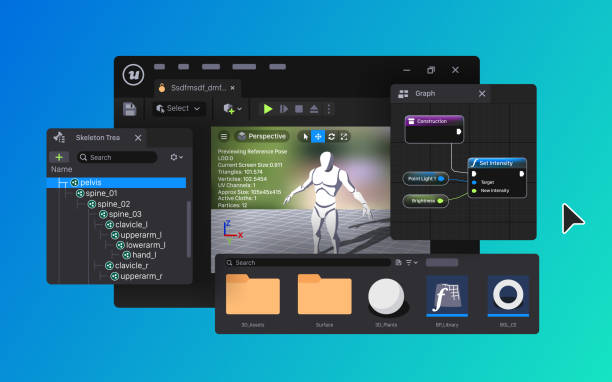 Ssdfmsdf_dmf..
Select
Perspective
Previewing Reference Pose
LOD:0
Current Screen Size:0.811
Triangles: 101.574
Vertices: 102.5454
UV Channels: 1
Approx Size: 105x45x415
Active Cloths: 1
Particles: 12
Z
X
Graph
Construction
Set Intensity
Point Light 1
Target
New Intensity
Brightness
Skeleton Tree
Search
Name
pelvis
spine_01
spine_02
spine_03
clavicle_l
upperarm_l
lowerarm_l
hand_l
clavicle_r
upperarm_r
Search
3D_Assets
Surface
3D_Plants
BP_Library
BGL_CE